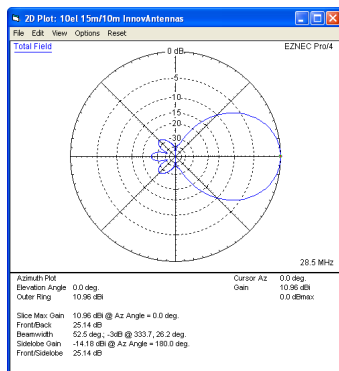 2D Plot: 10el 15m/10m InnovAntennas
File Edit View Options Reset
Total Field
0 dB
EZNEC Pro/4
-5
-10
-15
-20
-30
28.5 MHz
Azimuth Plot
Elevation Angle 0.0 deg.
Outer Ring 10.96 dBi
Cursor Az 0.0 deg.
Gain 10.96 dBi
0.0 dBmax
Slice Max Gain 10.96 dBi @ Az Angle = 0.0 deg.
Front/Back 25.14 dB
Beamwidth 52.5 deg.; -3dB @ 333.7, 26.2 deg.
Sidelobe Gain -14.18 dBi @ Az Angle = 180.0 deg.
Front/Sidelobe 25.14 dB